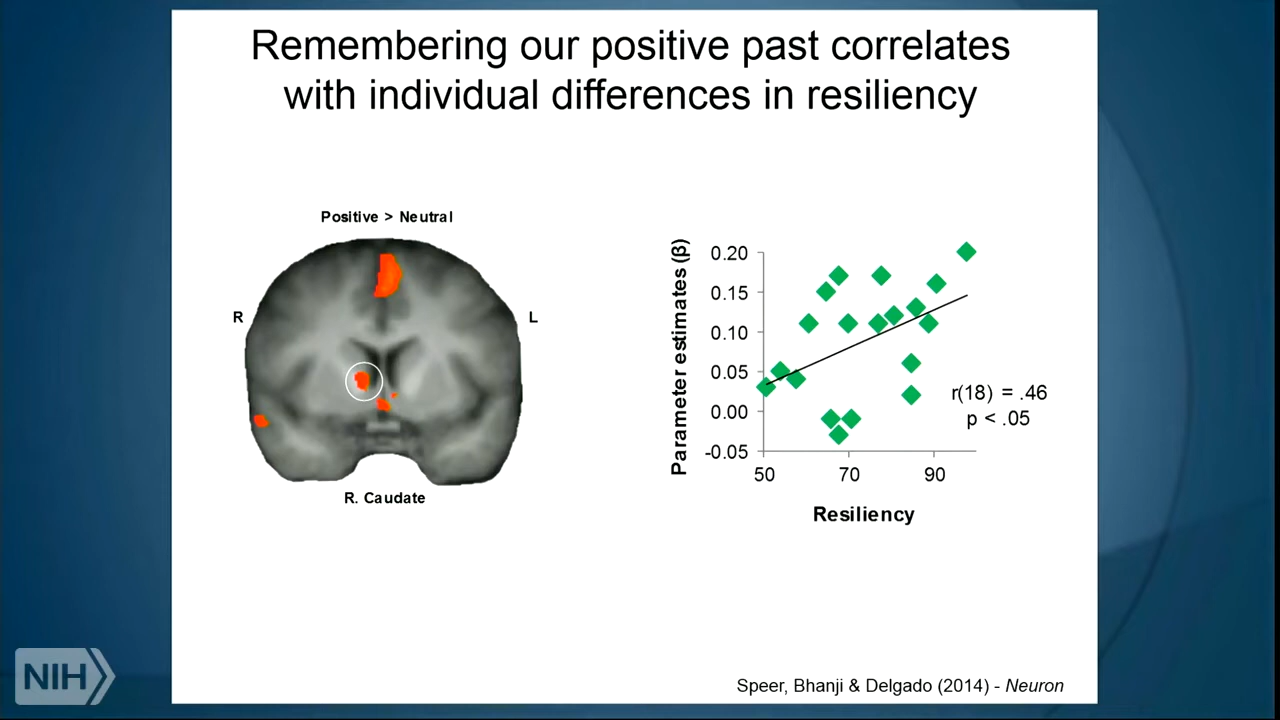 Remembering our positive past correlates
with individual differences in resiliency
Positive > Neutral
R
L
R. Caudate
Parameter estimates (β)
0.20
0.15
0.10
0.05
0.00
-0.05
50
70
90
Resiliency
r(18) = .46
p < .05
Speer, Bhanji & Delgado (2014) - Neuron
NIH